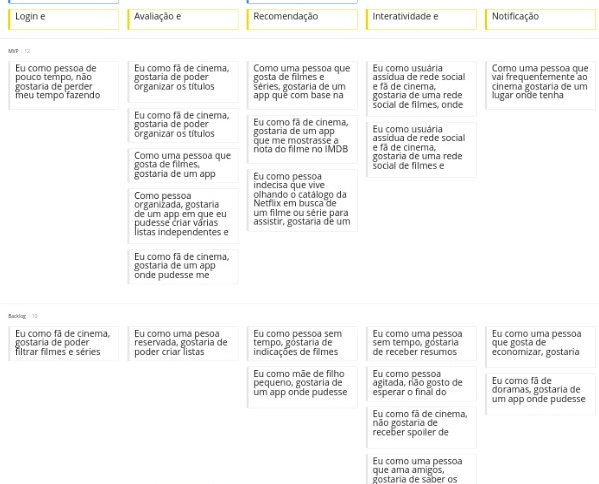 Login e
Avaliação e
Recomendação
Interatividade e
Notificação
MVP 12
Eu como pessoa de
pouco tempo, não
gostaria de perder
meu tempo fazendo
Eu como fã de cinema,
gostaria de poder
organizar os títulos
Eu como fã de cinema,
gostaria de poder
organizar os títulos
Como uma pessoa que
gosta de filmes,
gostaria de um app
Como pessoa
organizada, gostaria
de um app em que eu
pudesse criar várias
listas independentes e
Eu como fã de cinema,
gostaria de um app
onde pudesse me
Como uma pessoa que
gosta de filmes e
séries, gostaria de um
app que com base na
Eu como fã de cinema,
gostaria de um app
que me mostrasse a
nota do filme no IMDB
Eu como pessoa
indecisa que vive
olhando o catálogo da
Netflix em busca de
um filme ou série para
assistir, gostaria de um
Eu como usuária
assídua de rede social
e fã de cinema,
gostaria de uma rede
social de filmes, onde
Eu como usuário
assídua de rede social
e fã de cinema,
gostaria de uma rede
social de filmes e
Como uma pessoa que
vai frequentemente ao
cinema gostaria de um
lugar onde tenha
Backlog 10
Eu como fã de cinema,
gostaria de poder
filtrar filmes e séries
Eu como uma pesoa
reservada, gostaria de
poder criar listas
Eu como pessoa sem
tempo, gostaria de
indicações de filmes
Eu como mãe de filho
pequeno, gostaria de
um app onde pudesse
Eu como uma pessoa
sem tempo, gostaria
de receber resumos
Eu como pessoa
agitada, não gosto de
esperar o final do
Eu como fã de cinema,
não gostaria de
receber spoiler de
Eu como uma pessoa
que ama amigos,
gostaria de saber os
Eu como uma pessoa
que gosta de
economizar, gostaria
Eu como fã de
doramas, gostaria de
um app onde pudesse